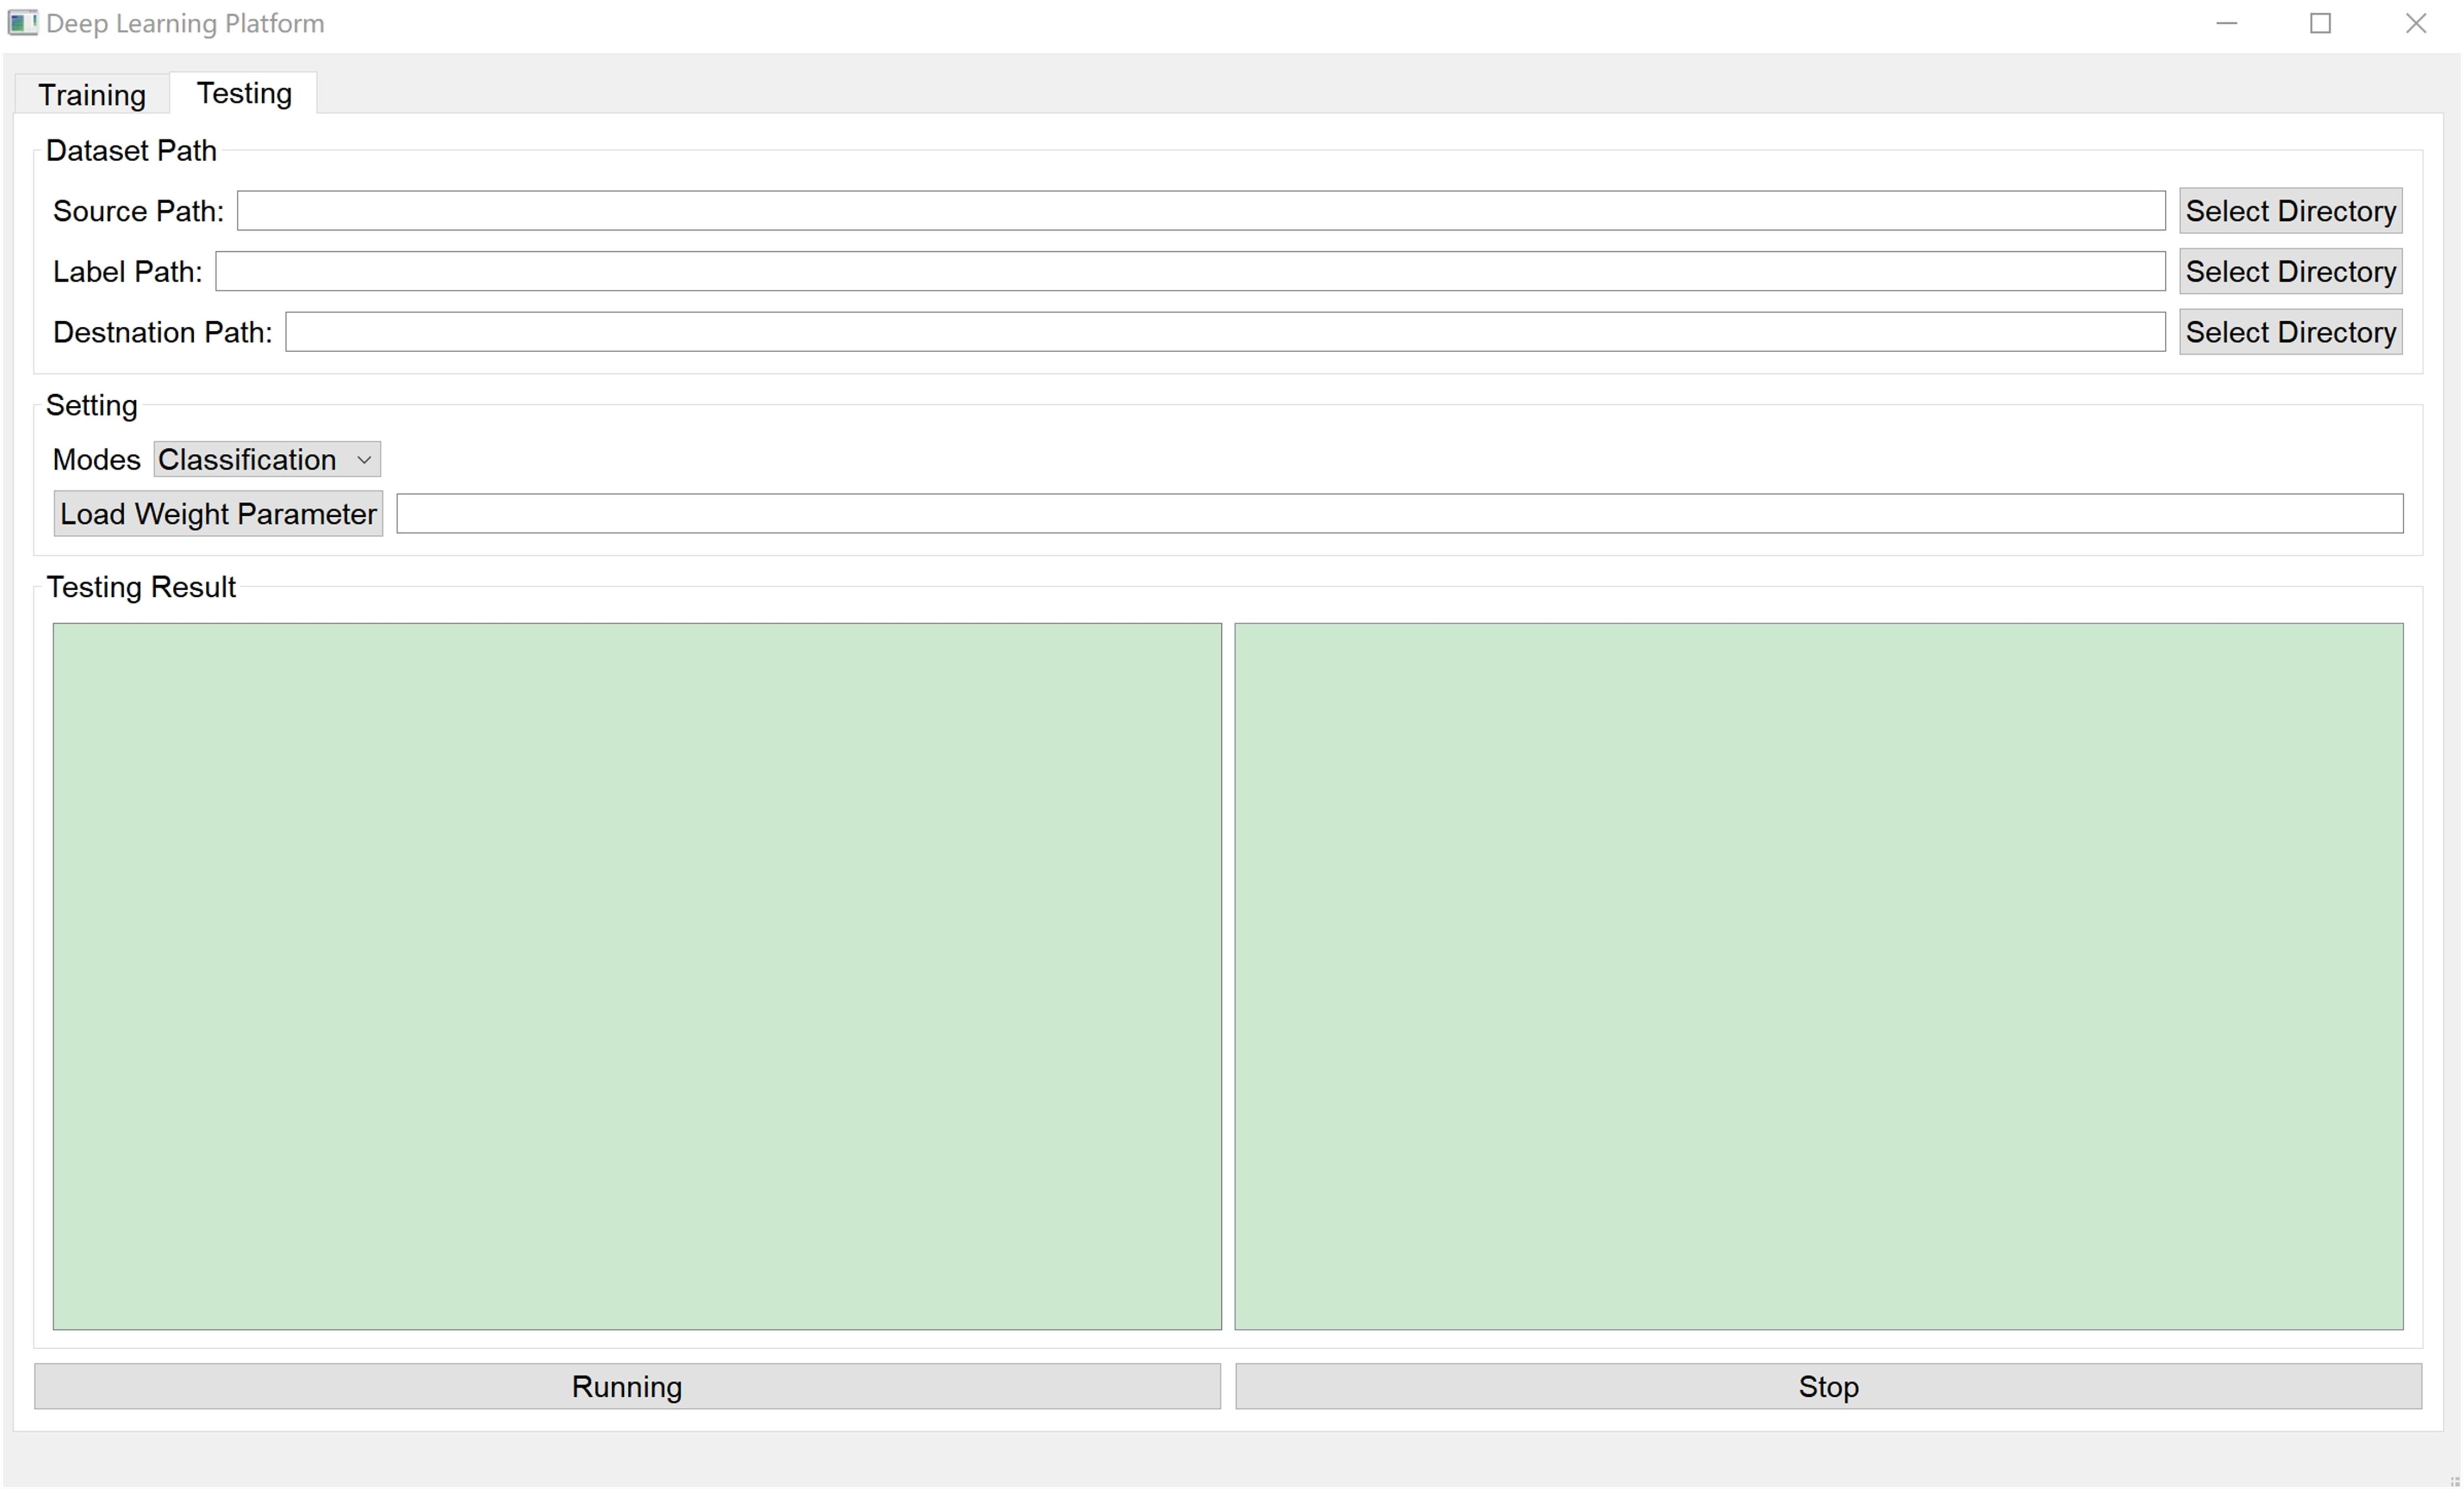 Deep Learning Platform
Training Testing
Dataset Path
Source Path: Select Directory
Label Path: Select Directory
Destnation Path: Select Directory
Setting
Modes Classification
Load Weight Parameter
Testing Result
Running Stop